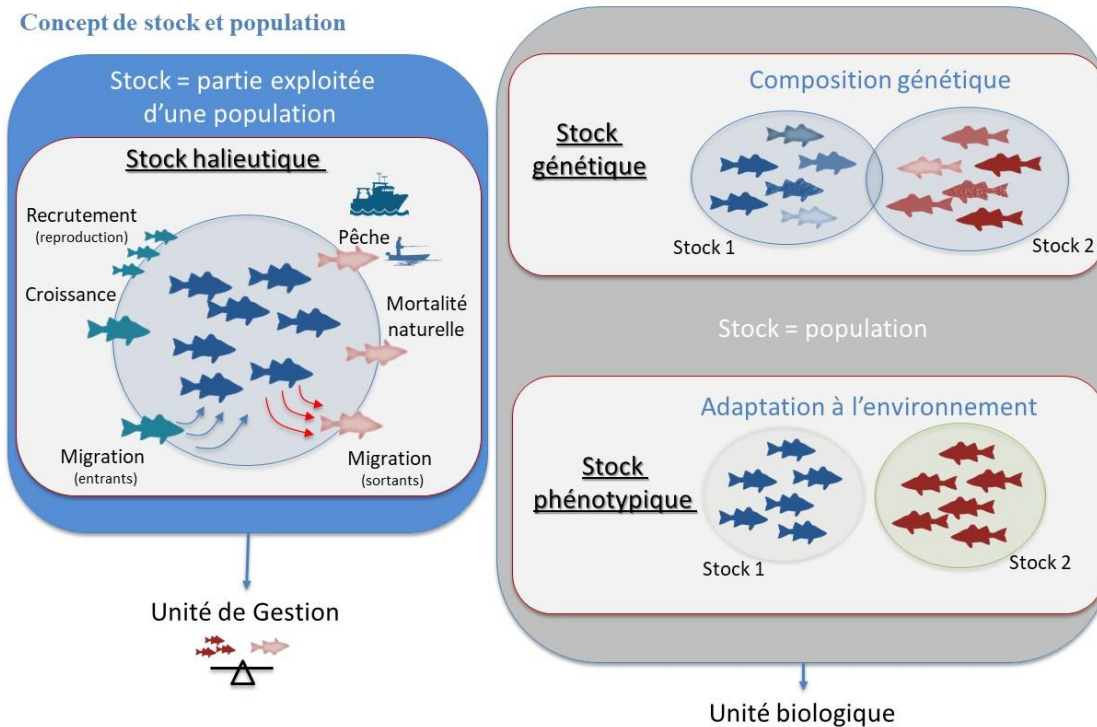 Concept de stock et population
Stock = partie exploitée
d'une population
Stock halieutique
Recrutement
(reproduction)
Pêche
Croissance
Mortalité
naturelle
Migration
(entrants)
Migration
(sortants)
Unité de Gestion
Composition génétique
Stock
génétique
Stock 1
Stock 2
Stock = population
Adaptation à l'environnement
Stock
phénotypique
Stock 1
Stock 2
Unité biologique